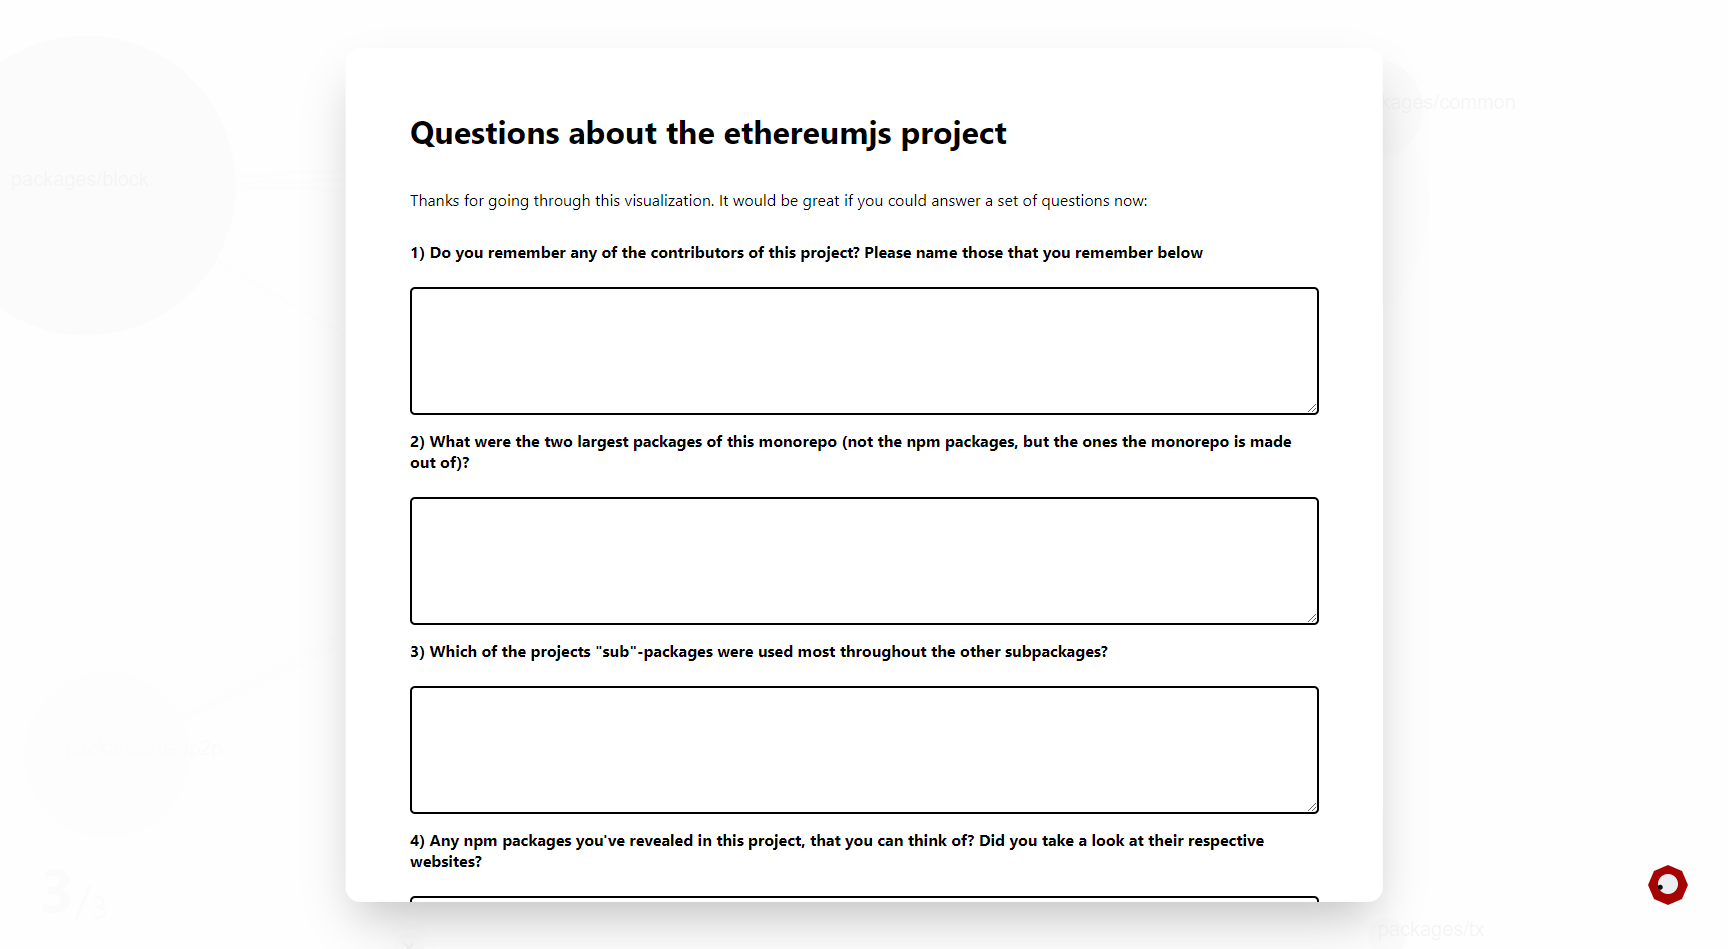 Questions about the ethereumjs project
Thanks for going through this visualization. It would be great if you could answer a set of questions now:
1) Do you remember any of the contributors of this project? Please name those that you remember below
2) What were the two largest packages of this monorepo (not the npm packages, but the ones the monorepo is made
out of)?
3) Which of the projects "sub"-packages were used most throughout the other subpackages?
4) Any npm packages you've revealed in this project, that you can think of? Did you take a look at their respective
websites?
packages/block
kages/common
3/3
packages/tx